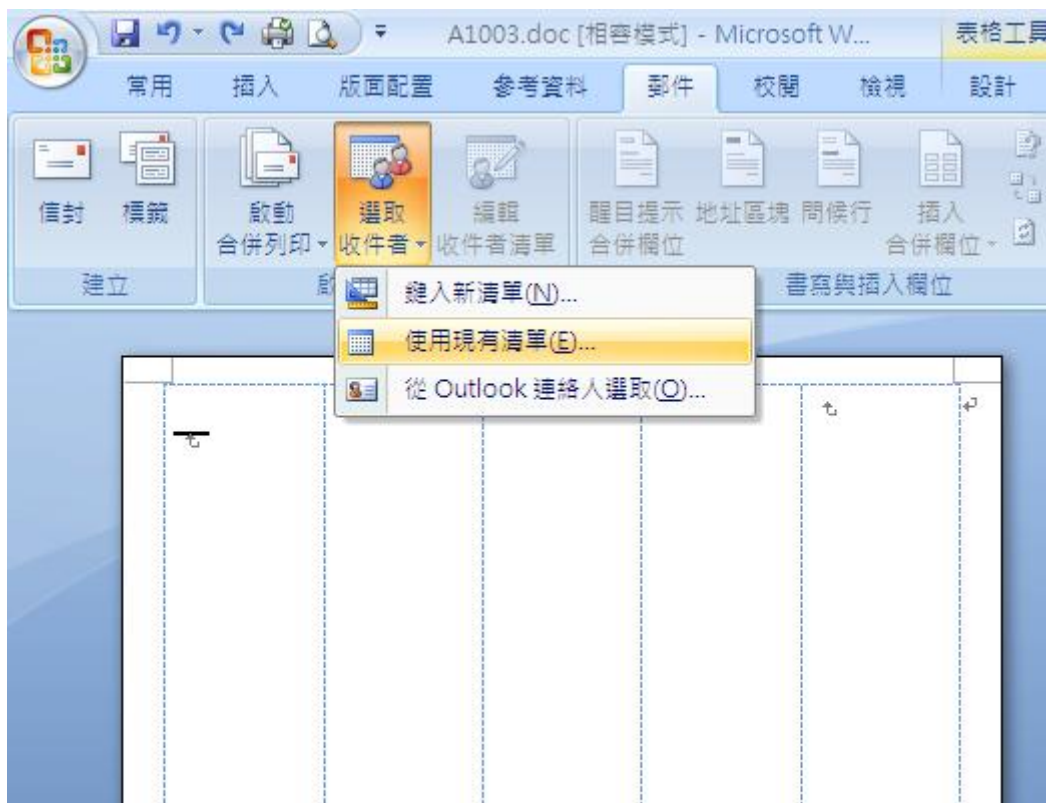 A1003.doc [相容模式] - Microsoft W... 表格工具
常用 插入 版面配置 參考資料 郵件 校閱 檢視 設計
信封 標籤 啟動 合併列印 選取 收件者 編輯 收件者清單 醒目提示 合併欄位 地址區塊 問候行 插入 合併欄位
建立 啟 書寫與插入欄位
鍵入新清單(N)...
使用現有清單(E)...
從 Outlook 連絡人選取(O)...